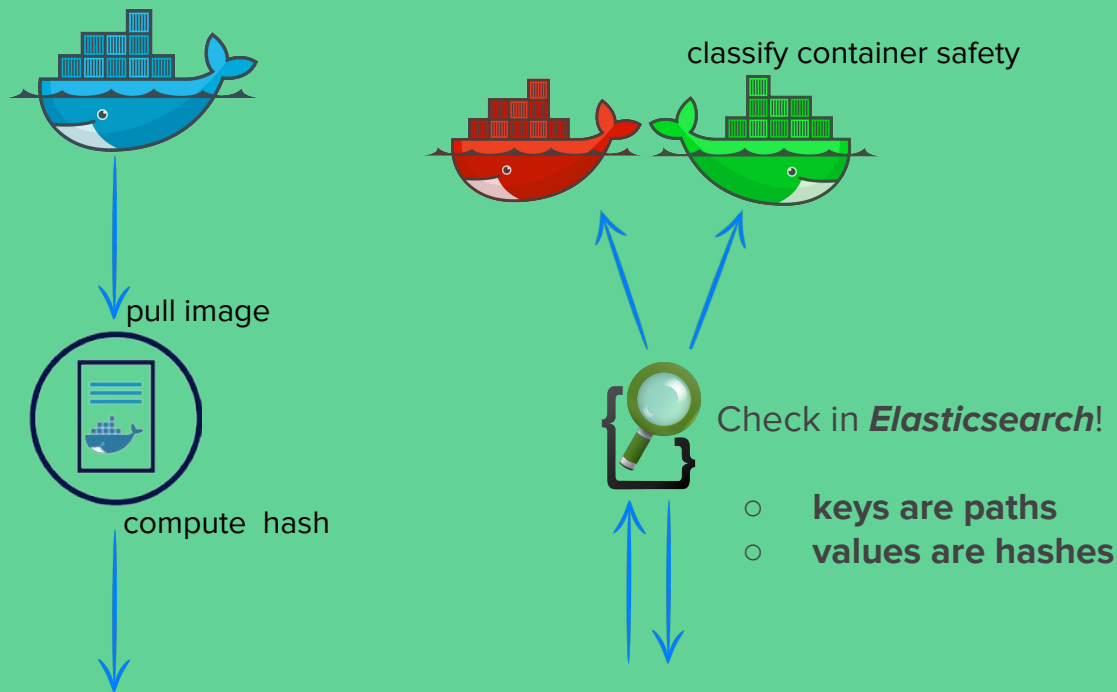 classify container safety
pull image
compute hash
Check in Elasticsearch!
○ keys are paths
○ values are hashes